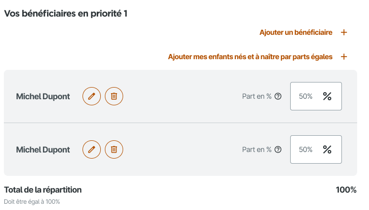 Vos bénéficiaires en priorité 1
Ajouter un bénéficiaire +
Ajouter mes enfants nés et à naître par parts égales +
Michel Dupont Part en % ? 50% %
Michel Dupont Part en % ? 50% %
Total de la répartition 100%
Doit être égal à 100%